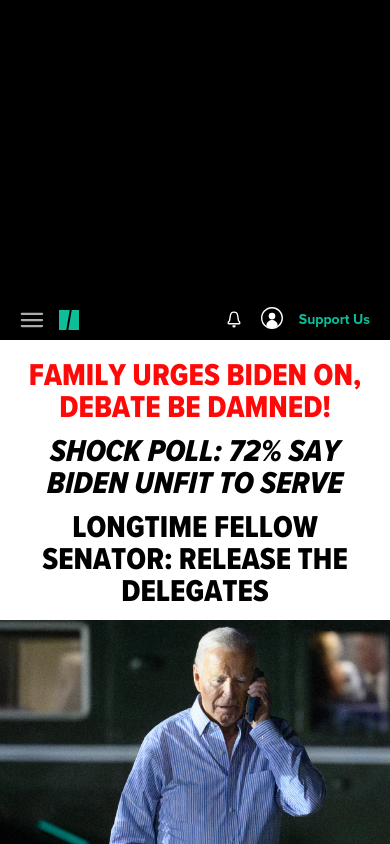 Support Us
FAMILY URGES BIDEN ON,
DEBATE BE DAMNED!
SHOCK POLL: 72% SAY
BIDEN UNFIT TO SERVE
LONGTIME FELLOW
SENATOR: RELEASE THE
DELEGATES